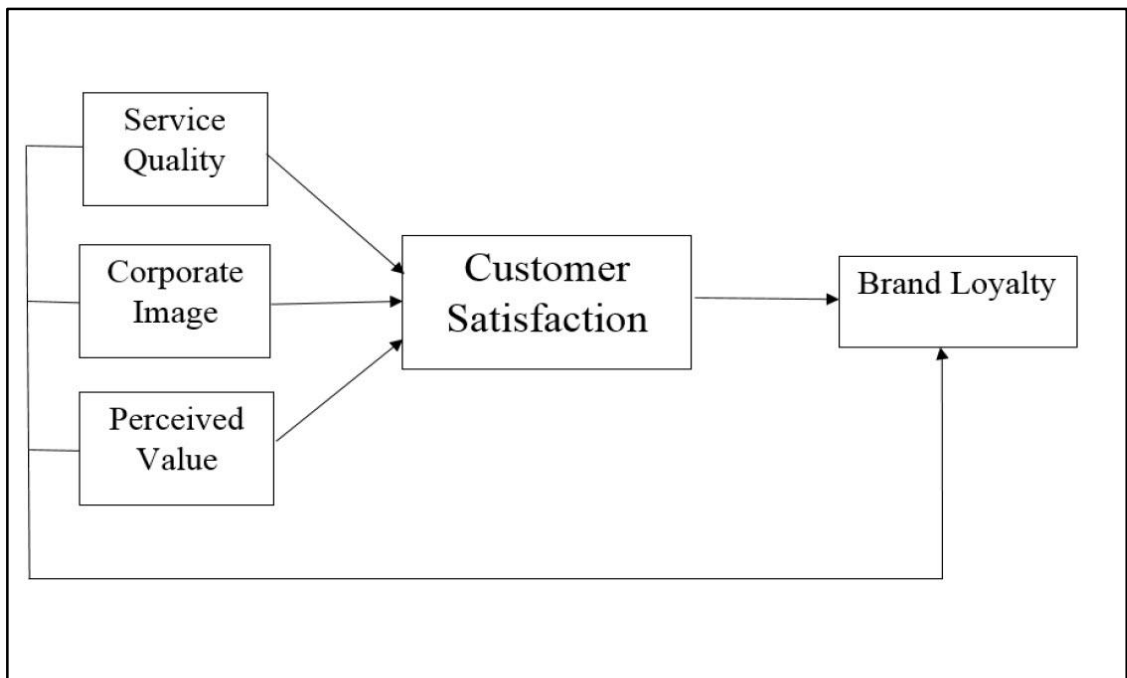 Service
Quality
Corporate
Image
Perceived
Value
Customer
Satisfaction
Brand Loyalty